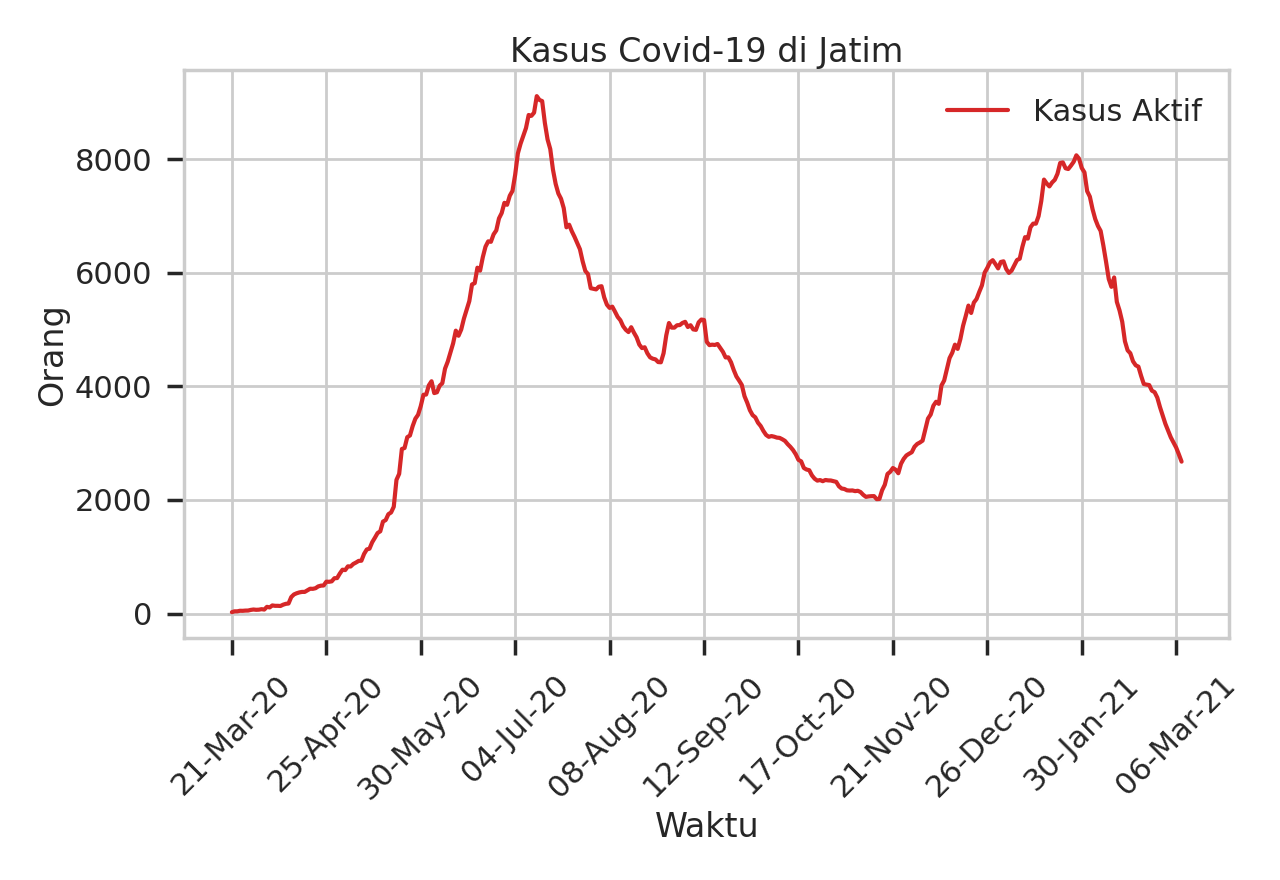 Kasus Covid-19 di Jatim
Kasus Aktif
Orang
8000
6000
4000
2000
0
21-Mar-20
25-Apr-20
30-May-20
04-Jul-20
08-Aug-20
12-Sep-20
17-Oct-20
21-Nov-20
26-Dec-20
30-Jan-21
06-Mar-21
Waktu